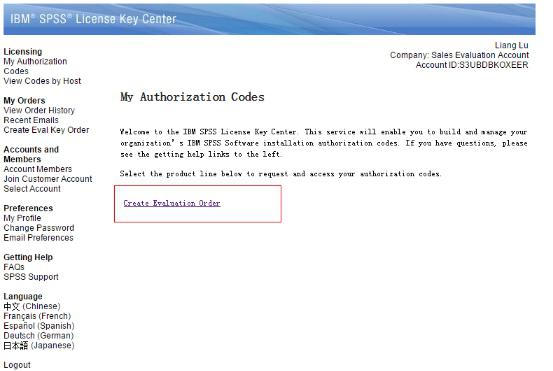 IBM® SPSS® License Key Center
Liang Lu
Company: Sales Evaluation Account
Account ID:S3UBDBKOXEER
Licensing
My Authorization
Codes
View Codes by Host
My Orders
View Order History
Recent Emails
Create Eval Key Order
Accounts and
Members
Account Members
Join Customer Account
Select Account
Preferences
My Profile
Change Password
Email Preferences
Getting Help
FAQs
SPSS Support
Language
中文 (Chinese)
Français (French)
Español (Spanish)
Deutsch (German)
日本語 (Japanese)
Logout
My Authorization Codes
Welcome to the IBM SPSS License Key Center. This service will enable you to build and manage your
organization's IBM SPSS Software installation authorization codes. If you have questions, please
see the getting help links to the left.
Select the product line below to request and access your authorization codes.
Create Evaluation Order